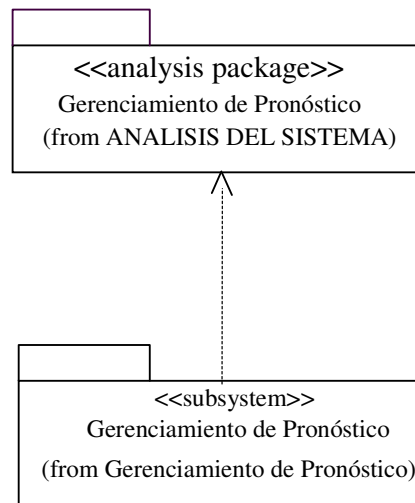 <<analysis package>>
Gerenciamiento de Pronóstico
(from ANALISIS DEL SISTEMA)
<<subsystem>>
Gerenciamiento de Pronóstico
(from Gerenciamiento de Pronóstico)